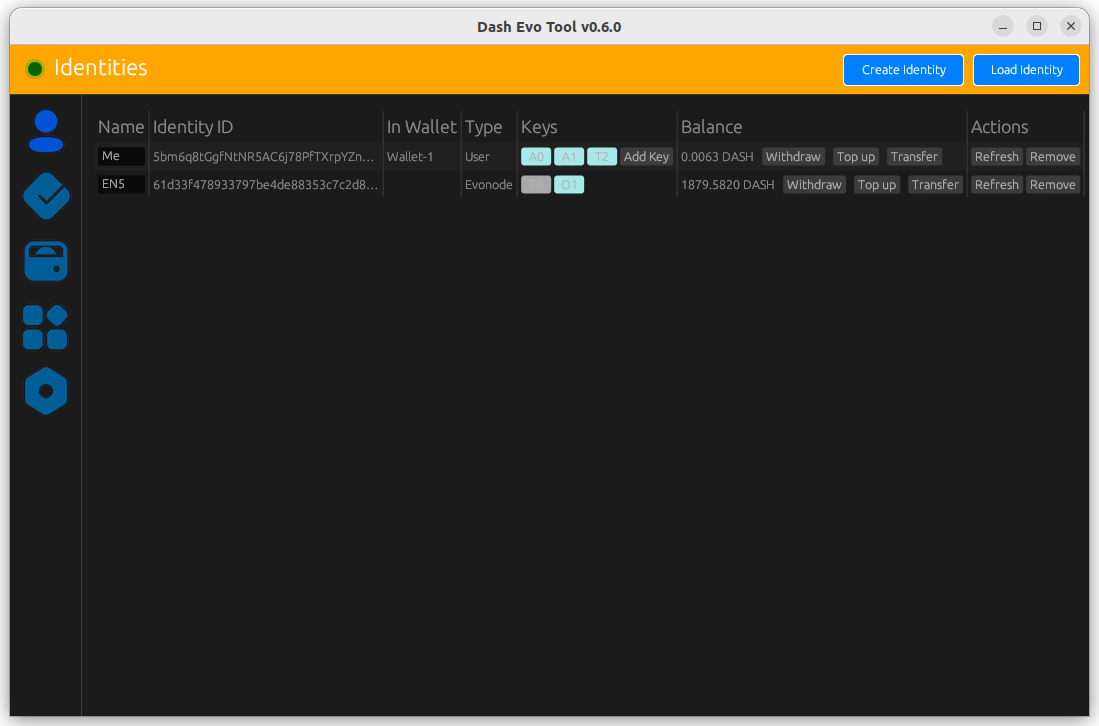 Dash Evo Tool v0.6.0
Identities Create Identity Load Identity
Name Identity ID In Wallet Type Keys Balance Actions
Me 5bm6q8tGgfNtNR5AC6j78PfTXrpYZn... Wallet-1 User A0 A1 T2 Add Key 0.0063 DASH Withdraw Top up Transfer Refresh Remove
EN5 61d33f478933797be4de88353c7c2d8... Evonode T0 O1 1879.5820 DASH Withdraw Top up Transfer Refresh Remove